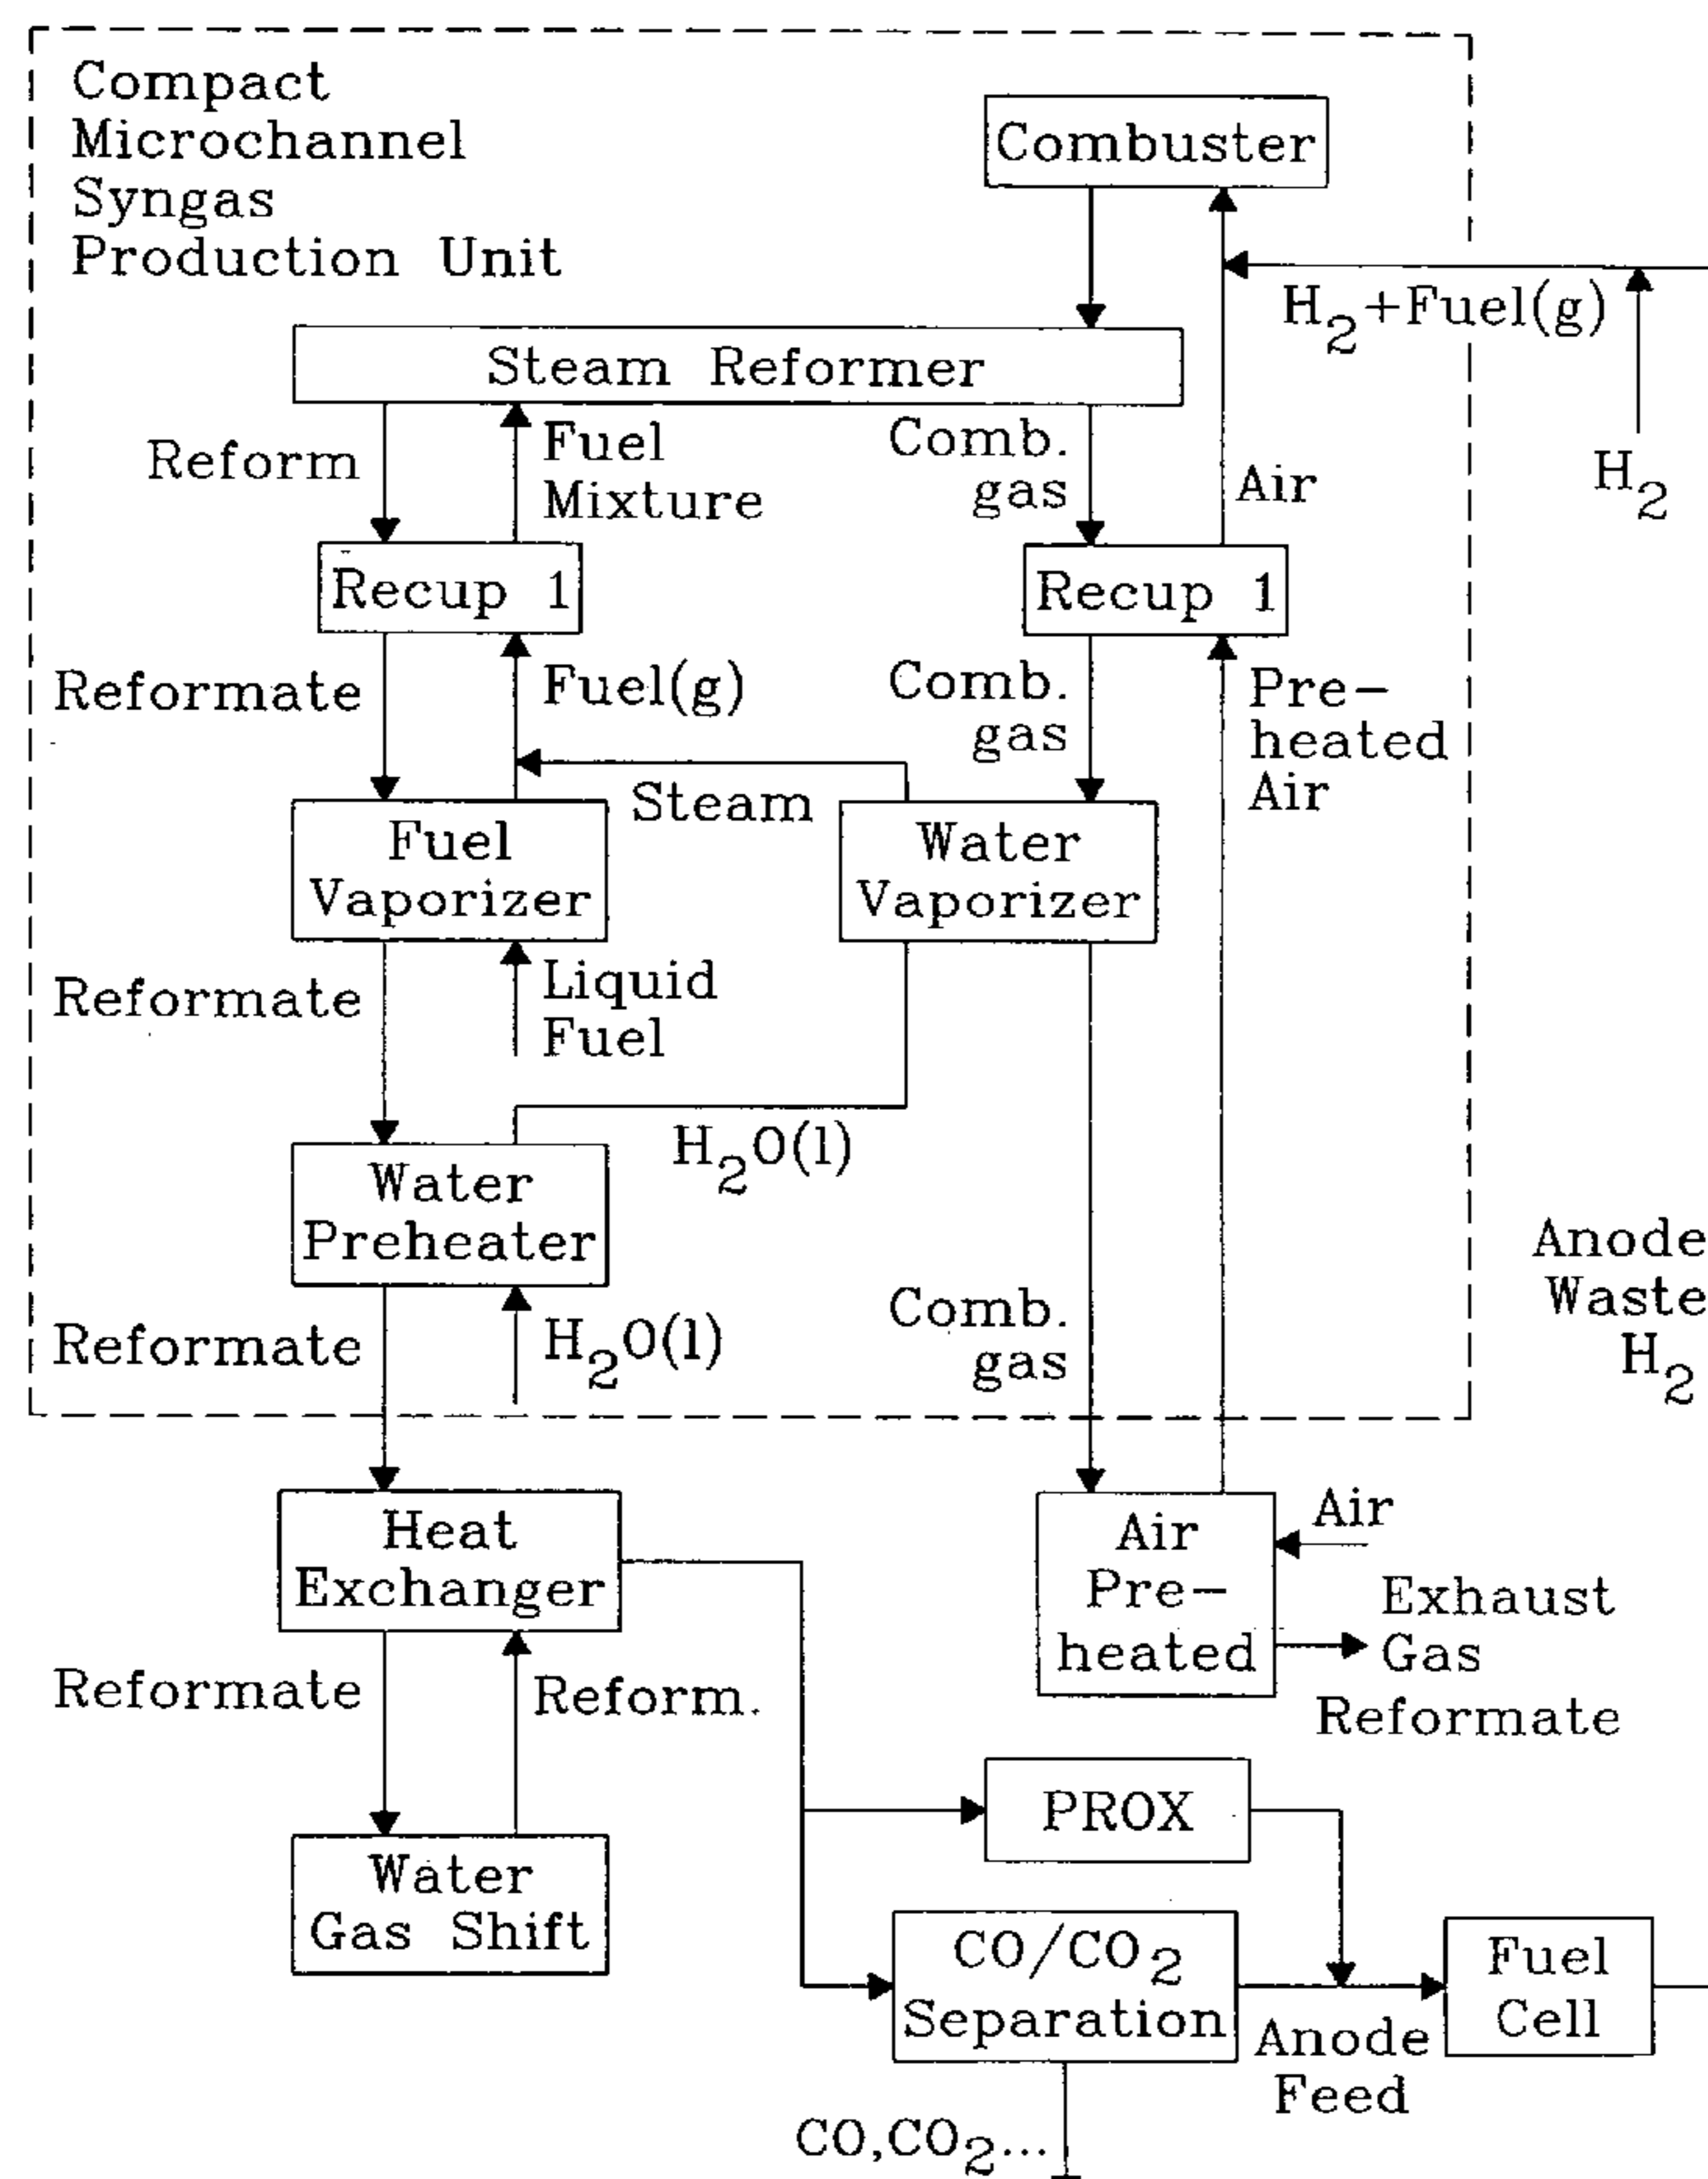 Compact
Microchannel
Syngas
Production Unit
Combuster
H2+Fuel(g)
H2
Steam Reformer
Reform
Fuel
Mixture
Comb.
gas
Air
Recup 1
Recup 1
Reformate
Fuel(g)
Comb.
gas
Pre-
heated
Air
Steam
Fuel
Vaporizer
Water
Vaporizer
Reformate
Liquid
Fuel
H2O(l)
Water
Preheater
Anode
Waste
H2
Reformate
H2O(l)
Comb.
gas
Heat
Exchanger
Air
Pre-
heated
Air
Exhaust
Gas
Reformate
Reformate
Reform.
PROX
Water
Gas Shift
CO/CO2
Separation
Fuel
Cell
Anode
Feed
CO,CO2...